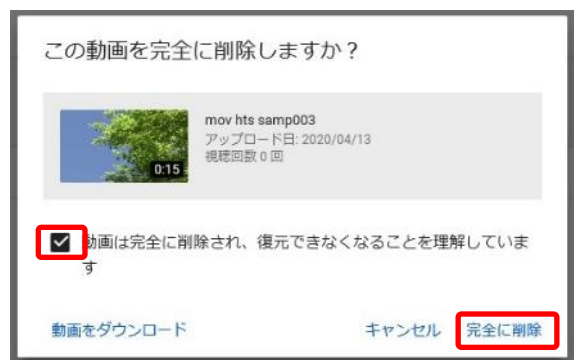 この動画を完全に削除しますか？
mov hts samp003
アップロード日: 2020/04/13
視聴回数 0 回
0:15
動画は完全に削除され、復元できなくなることを理解していま
す
動画をダウンロード キャンセル 完全に削除